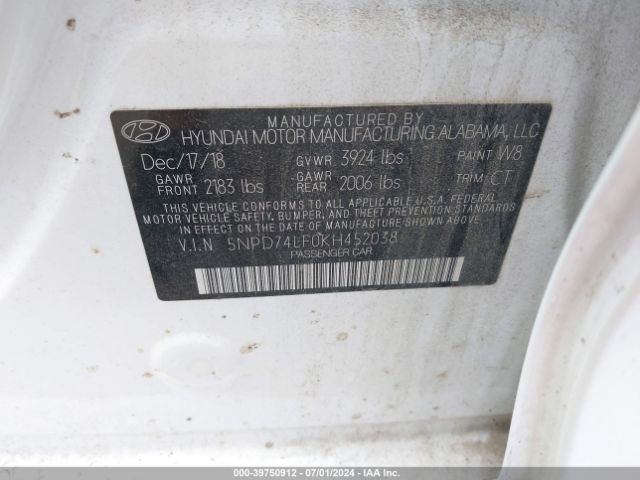 MANUFACTURED BY
HYUNDAI MOTOR MANUFACTURING ALABAMA, LLC
Dec/17/18 GVWR 3924 lbs PAINT W8
GAWR FRONT 2183 lbs GAWR REAR 2006 lbs TRIM CT
THIS VEHICLE CONFORMS TO ALL APPLICABLE U.S.A. FEDERAL
MOTOR VEHICLE SAFETY, BUMPER, AND THEFT PREVENTION
STANDARDS IN EFFECT ON THE DATE OF MANUFACTURE SHOWN ABOVE.
V.I.N 5NPD74LF0KH452038
PASSENGER CAR
000-39750912 - 07/01/2024 - IAA Inc.